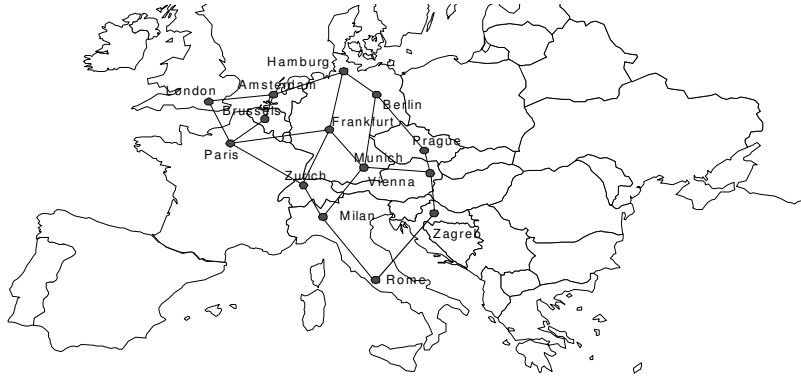 Hamburg
London
Amsterdam
Berlin
Brussels
Frankfurt
Prague
Paris
Munich
Zurich
Vienna
Milan
Zagreb
Rome